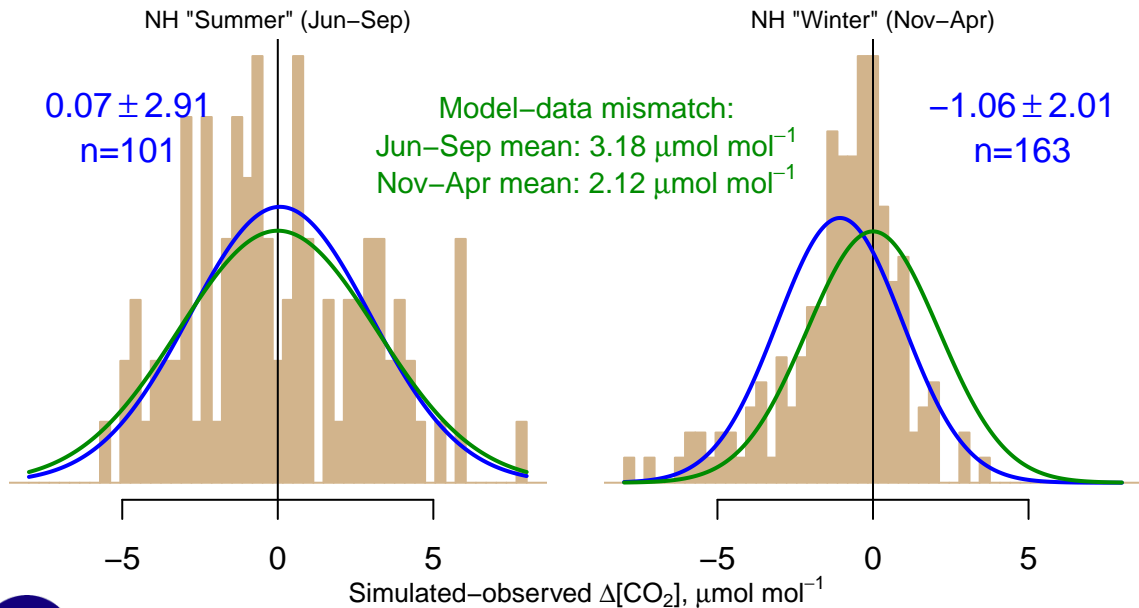 NH "Summer" (Jun−Sep)
NH "Winter" (Nov−Apr)
0.07 ± 2.91
n=101
Model−data mismatch:
Jun−Sep mean: 3.18 μmol mol⁻¹
Nov−Apr mean: 2.12 μmol mol⁻¹
−1.06 ± 2.01
n=163
−5 0 5
−5 0 5
Simulated−observed Δ[CO₂], μmol mol⁻¹